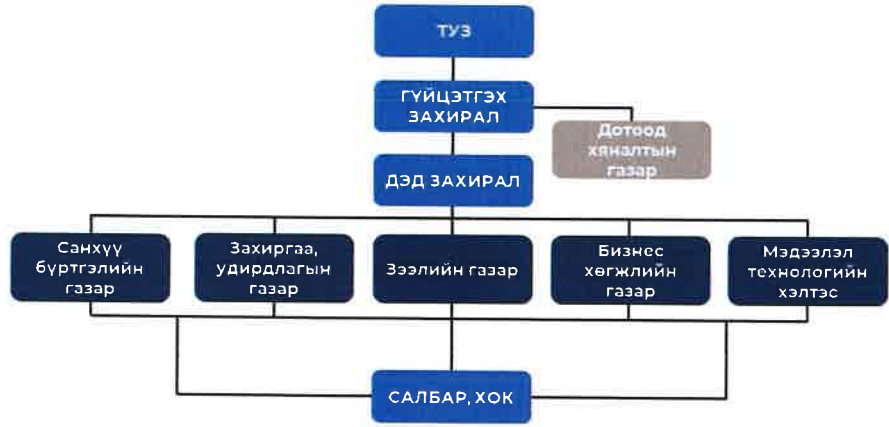 ТУЗ
ГҮЙЦЭТГЭХ
ЗАХИРАЛ
Дотоод
хяналтын
газар
ДЭД ЗАХИРАЛ
Санхүү
бүртгэлийн
газар
Захиргаа,
удирдлагын
газар
Зээлийн газар
Бизнес
хөгжлийн
газар
Мэдээлэл
технологийн
хэлтэс
САЛБАР, ХОК